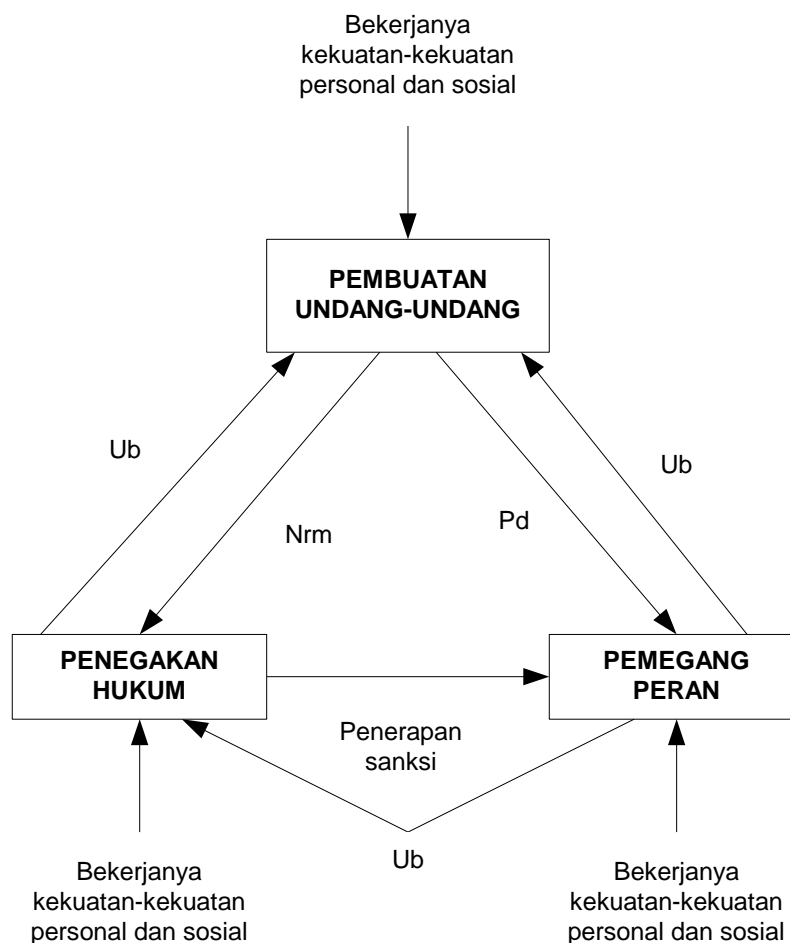 Bekerjanya
kekuatan-kekuatan
personal dan sosial
PEMBUATAN
UNDANG-UNDANG
Ub
Ub
Pd
Nrm
PENEGAKAN
HUKUM
PEMEGANG
PERAN
Penerapan
sanksi
Ub
Bekerjanya
kekuatan-kekuatan
personal dan sosial
Bekerjanya
kekuatan-kekuatan
personal dan sosial